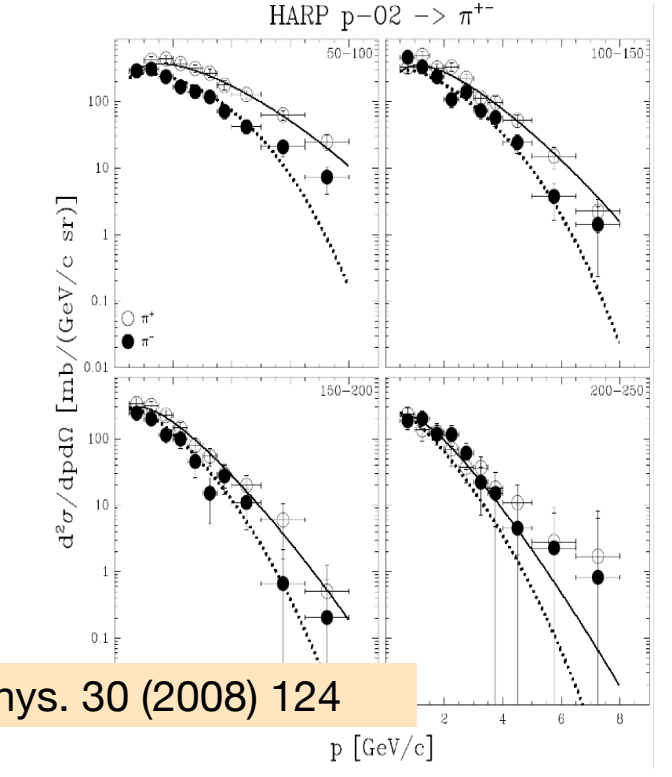 HARP p-O2 -> π⁺⁻
50-100
100-150
100
10
1
0.1
0.01
π⁺
π⁻
150-200
200-250
100
10
1
0.1
d²σ/dpdΩ [mb/(GeV/c sr)]
hys. 30 (2008) 124
2 4 6 8
p [GeV/c]